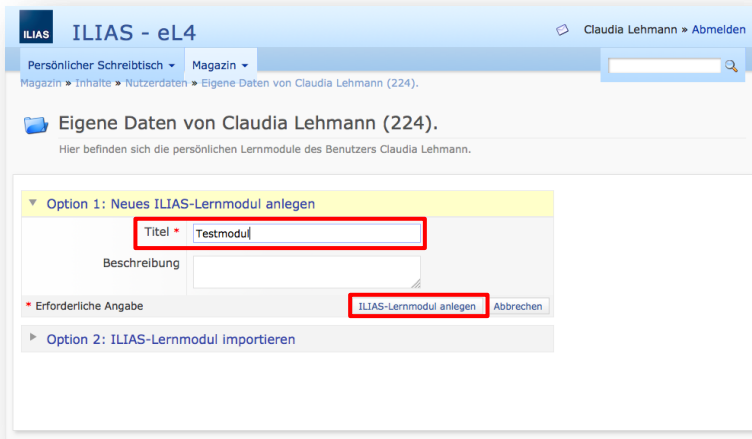 ILIAS
ILIAS - eL4
Claudia Lehmann » Abmelden
Persönlicher Schreibtisch
Magazin
Magazin » Inhalte » Nutzerdaten » Eigene Daten von Claudia Lehmann (224).
Eigene Daten von Claudia Lehmann (224).
Hier befinden sich die persönlichen Lernmodule des Benutzers Claudia Lehmann.
Option 1: Neues ILIAS-Lernmodul anlegen
Titel * Testmodul
Beschreibung
* Erforderliche Angabe
ILIAS-Lernmodul anlegen Abbrechen
Option 2: ILIAS-Lernmodul importieren